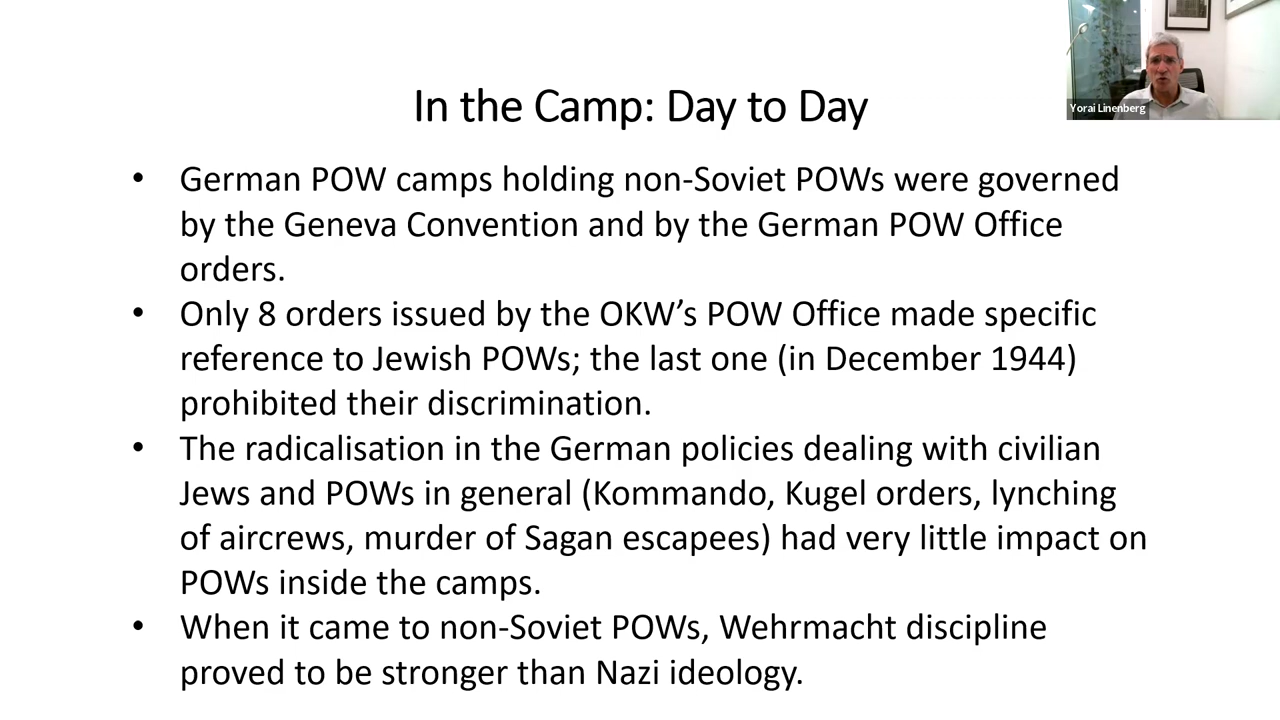 Yorai Linenberg
In the Camp: Day to Day
• German POW camps holding non-Soviet POWs were governed
by the Geneva Convention and by the German POW Office
orders.
• Only 8 orders issued by the OKW’s POW Office made specific
reference to Jewish POWs; the last one (in December 1944)
prohibited their discrimination.
• The radicalisation in the German policies dealing with civilian
Jews and POWs in general (Kommando, Kugel orders, lynching
of aircrews, murder of Sagan escapees) had very little impact on
POWs inside the camps.
• When it came to non-Soviet POWs, Wehrmacht discipline
proved to be stronger than Nazi ideology.